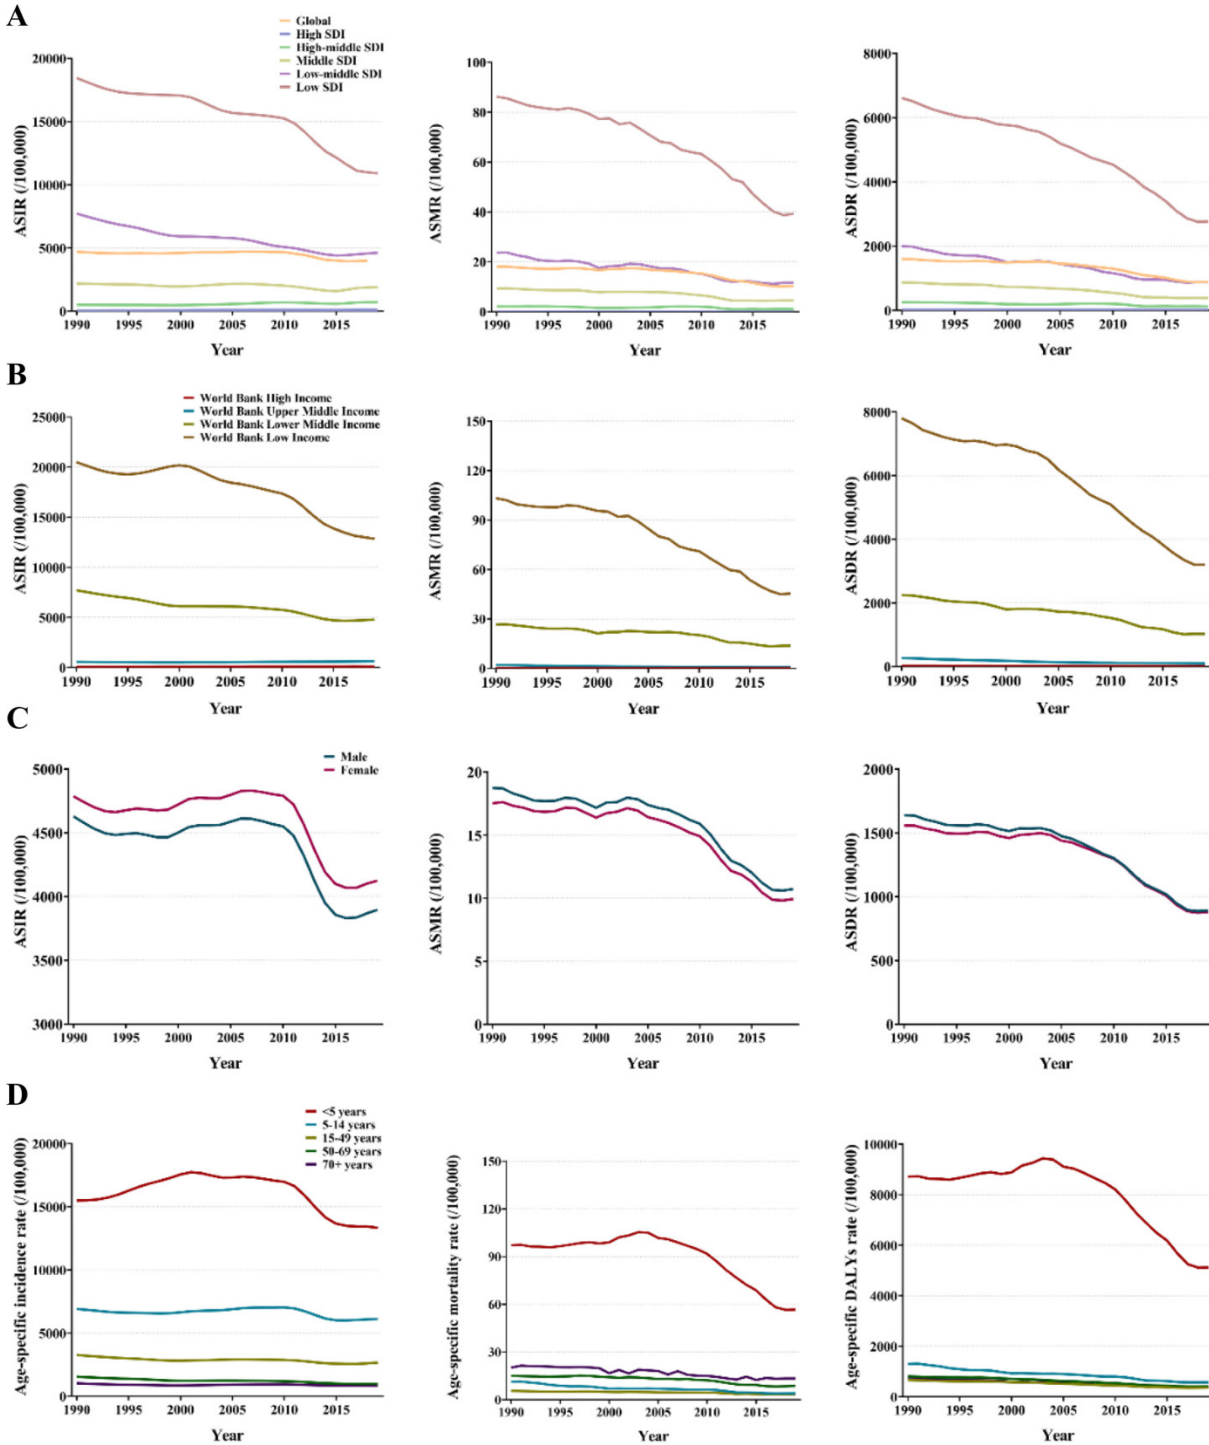 A
Global
High SDI
High-middle SDI
Middle SDI
Low-middle SDI
Low SDI
ASIR (/100,000)
20000
15000
10000
5000
0
1990 1995 2000 2005 2010 2015
Year
ASMR (/100,000)
100
80
60
40
20
0
1990 1995 2000 2005 2010 2015
Year
ASDR (/100,000)
8000
6000
4000
2000
0
1990 1995 2000 2005 2010 2015
Year
B
World Bank High Income
World Bank Upper Middle Income
World Bank Lower Middle Income
World Bank Low Income
ASIR (/100,000)
25000
20000
15000
10000
5000
0
1990 1995 2000 2005 2010 2015
Year
ASMR (/100,000)
150
120
90
60
30
0
1990 1995 2000 2005 2010 2015
Year
ASDR (/100,000)
8000
6000
4000
2000
0
1990 1995 2000 2005 2010 2015
Year
C
Male
Female
ASIR (/100,000)
5000
4500
4000
3500
3000
1990 1995 2000 2005 2010 2015
Year
ASMR (/100,000)
20
15
10
5
0
1990 1995 2000 2005 2010 2015
Year
ASDR (/100,000)
2000
1500
1000
500
0
1990 1995 2000 2005 2010 2015
Year
D
<5 years
5-14 years
15-49 years
50-69 years
70+ years
Age-specific incidence rate (/100,000)
20000
15000
10000
5000
0
1990 1995 2000 2005 2010 2015
Year
Age-specific mortality rate (/100,000)
150
120
90
60
30
0
1990 1995 2000 2005 2010 2015
Year
Age-specific DALYs rate (/100,000)
10000
8000
6000
4000
2000
0
1990 1995 2000 2005 2010 2015
Year